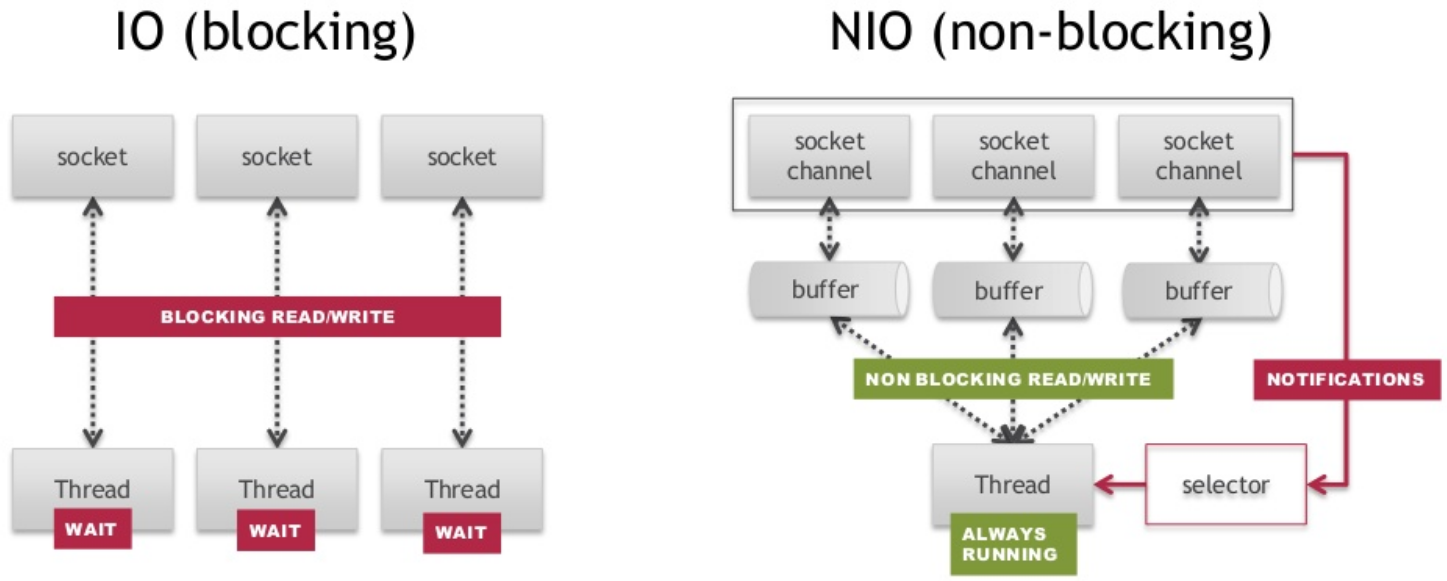 IO (blocking)
socket
socket
socket
BLOCKING READ/WRITE
Thread
WAIT
Thread
WAIT
Thread
WAIT
NIO (non-blocking)
socket
channel
socket
channel
socket
channel
buffer
buffer
buffer
NON BLOCKING READ/WRITE
NOTIFICATIONS
Thread
ALWAYS
RUNNING
selector